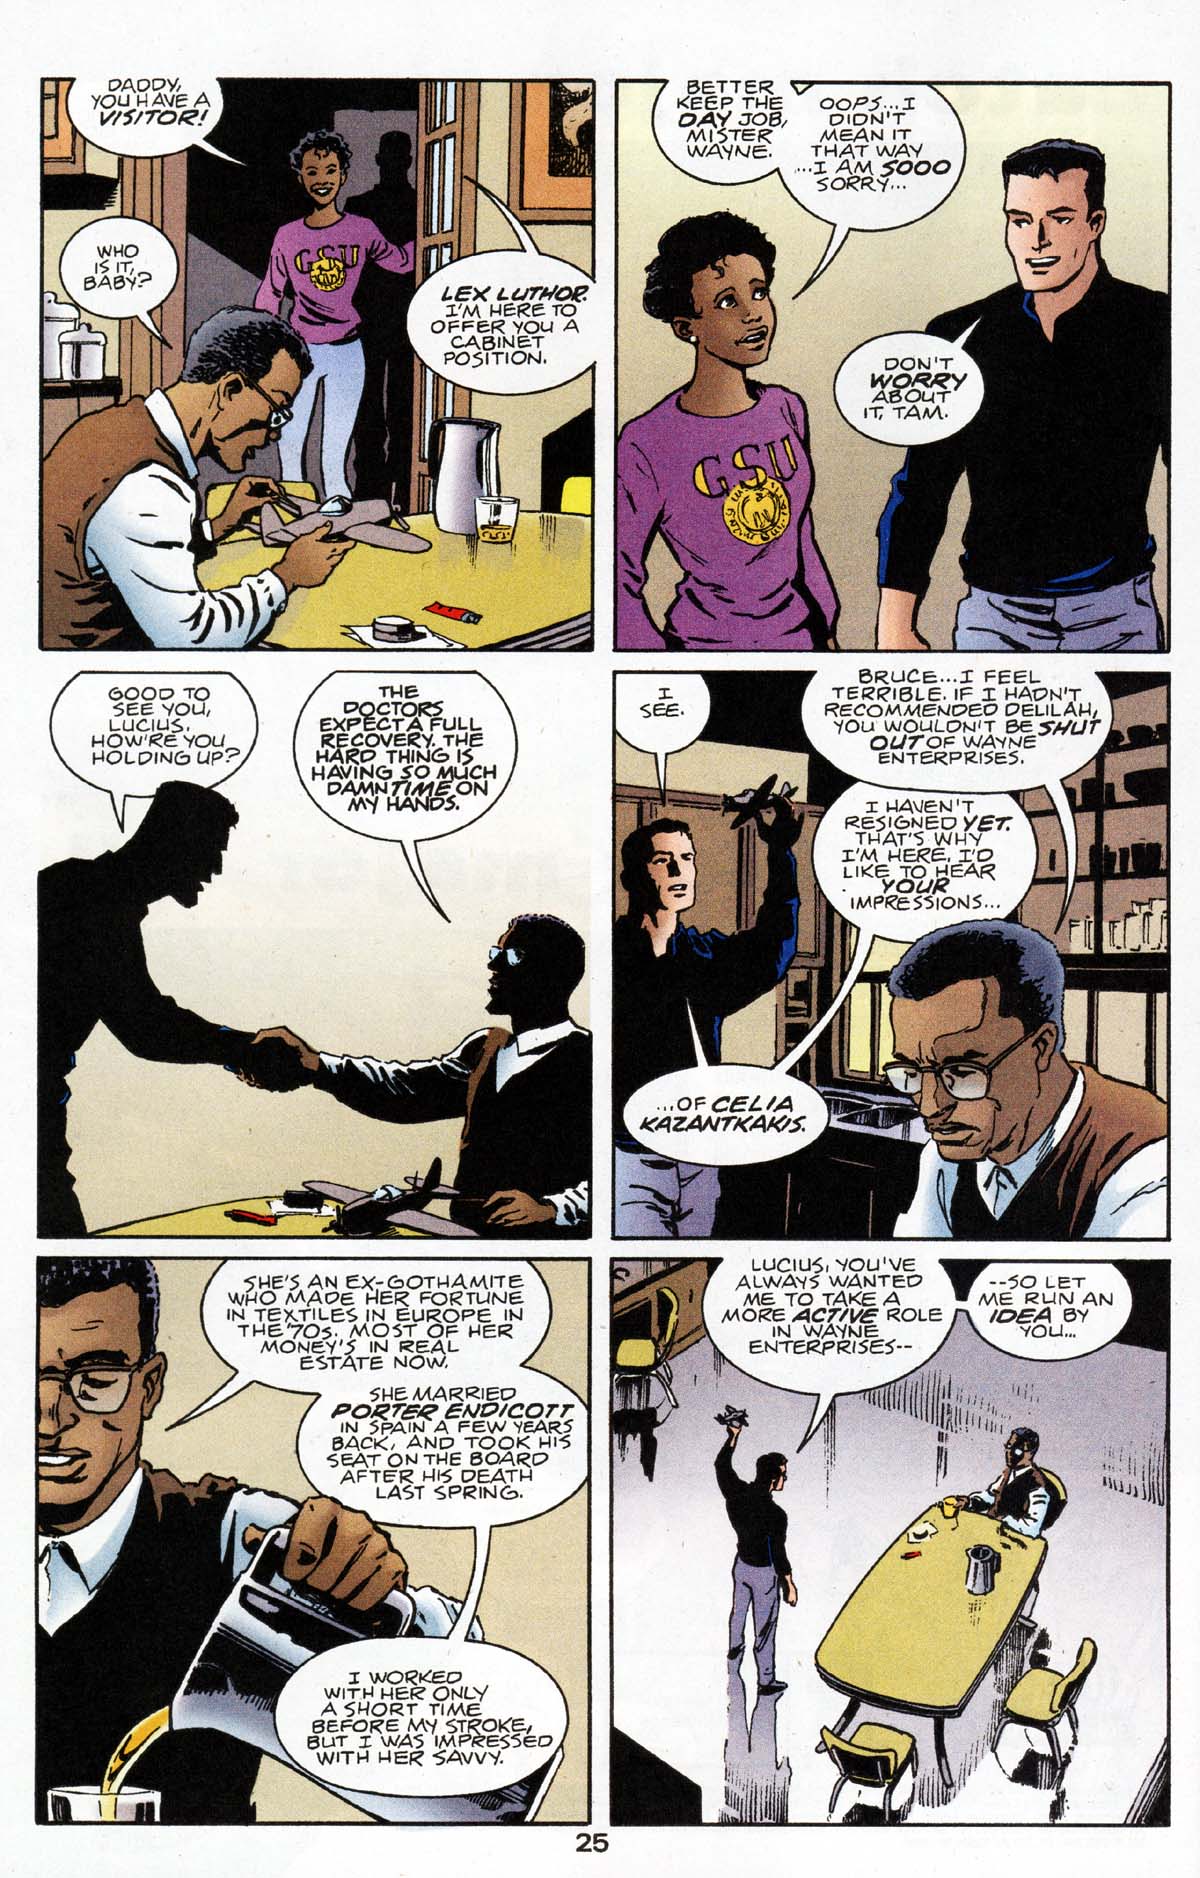 DADDY,
YOU HAVE A
VISITOR!
WHO
IS IT,
BABY?
GSU
LEX LUTHOR.
I'M HERE TO
OFFER YOU A
CABINET
POSITION.
BETTER
KEEP THE
DAY JOB,
MISTER
WAYNE.
OOPS...I
DIDN'T
MEAN IT
THAT WAY
...I AM SOOO
SORRY...
DON'T
WORRY
ABOUT
IT, TAM.
GSU
GOOD TO
SEE YOU,
LUCIUS.
HOW'RE YOU
HOLDING UP?
THE
DOCTORS
EXPECT A FULL
RECOVERY. THE
HARD THING IS
HAVING SO MUCH
DAMN TIME ON
MY HANDS.
I
SEE.
BRUCE...I FEEL
TERRIBLE. IF I HADN'T
RECOMMENDED DELILAH,
YOU WOULDN'T BE SHUT
OUT OF WAYNE
ENTERPRISES.
I HAVEN'T
RESIGNED YET.
THAT'S WHY
I'M HERE. I'D
LIKE TO HEAR
YOUR
IMPRESSIONS...
...OF CELIA
KAZANTKAKIS.
SHE'S AN EX-GOTHAMITE
WHO MADE HER FORTUNE
IN TEXTILES IN EUROPE IN
THE '70s. MOST OF HER
MONEY'S IN REAL
ESTATE NOW.
SHE MARRIED
PORTER ENDICOTT
IN SPAIN A FEW YEARS
BACK, AND TOOK HIS
SEAT ON THE BOARD
AFTER HIS DEATH
LAST SPRING.
I WORKED
WITH HER ONLY
A SHORT TIME
BEFORE MY STROKE,
BUT I WAS IMPRESSED
WITH HER SAVVY.
LUCIUS, YOU'VE
ALWAYS WANTED
ME TO TAKE A
MORE ACTIVE ROLE
IN WAYNE
ENTERPRISES--
--SO LET
ME RUN AN
IDEA BY
YOU...
25